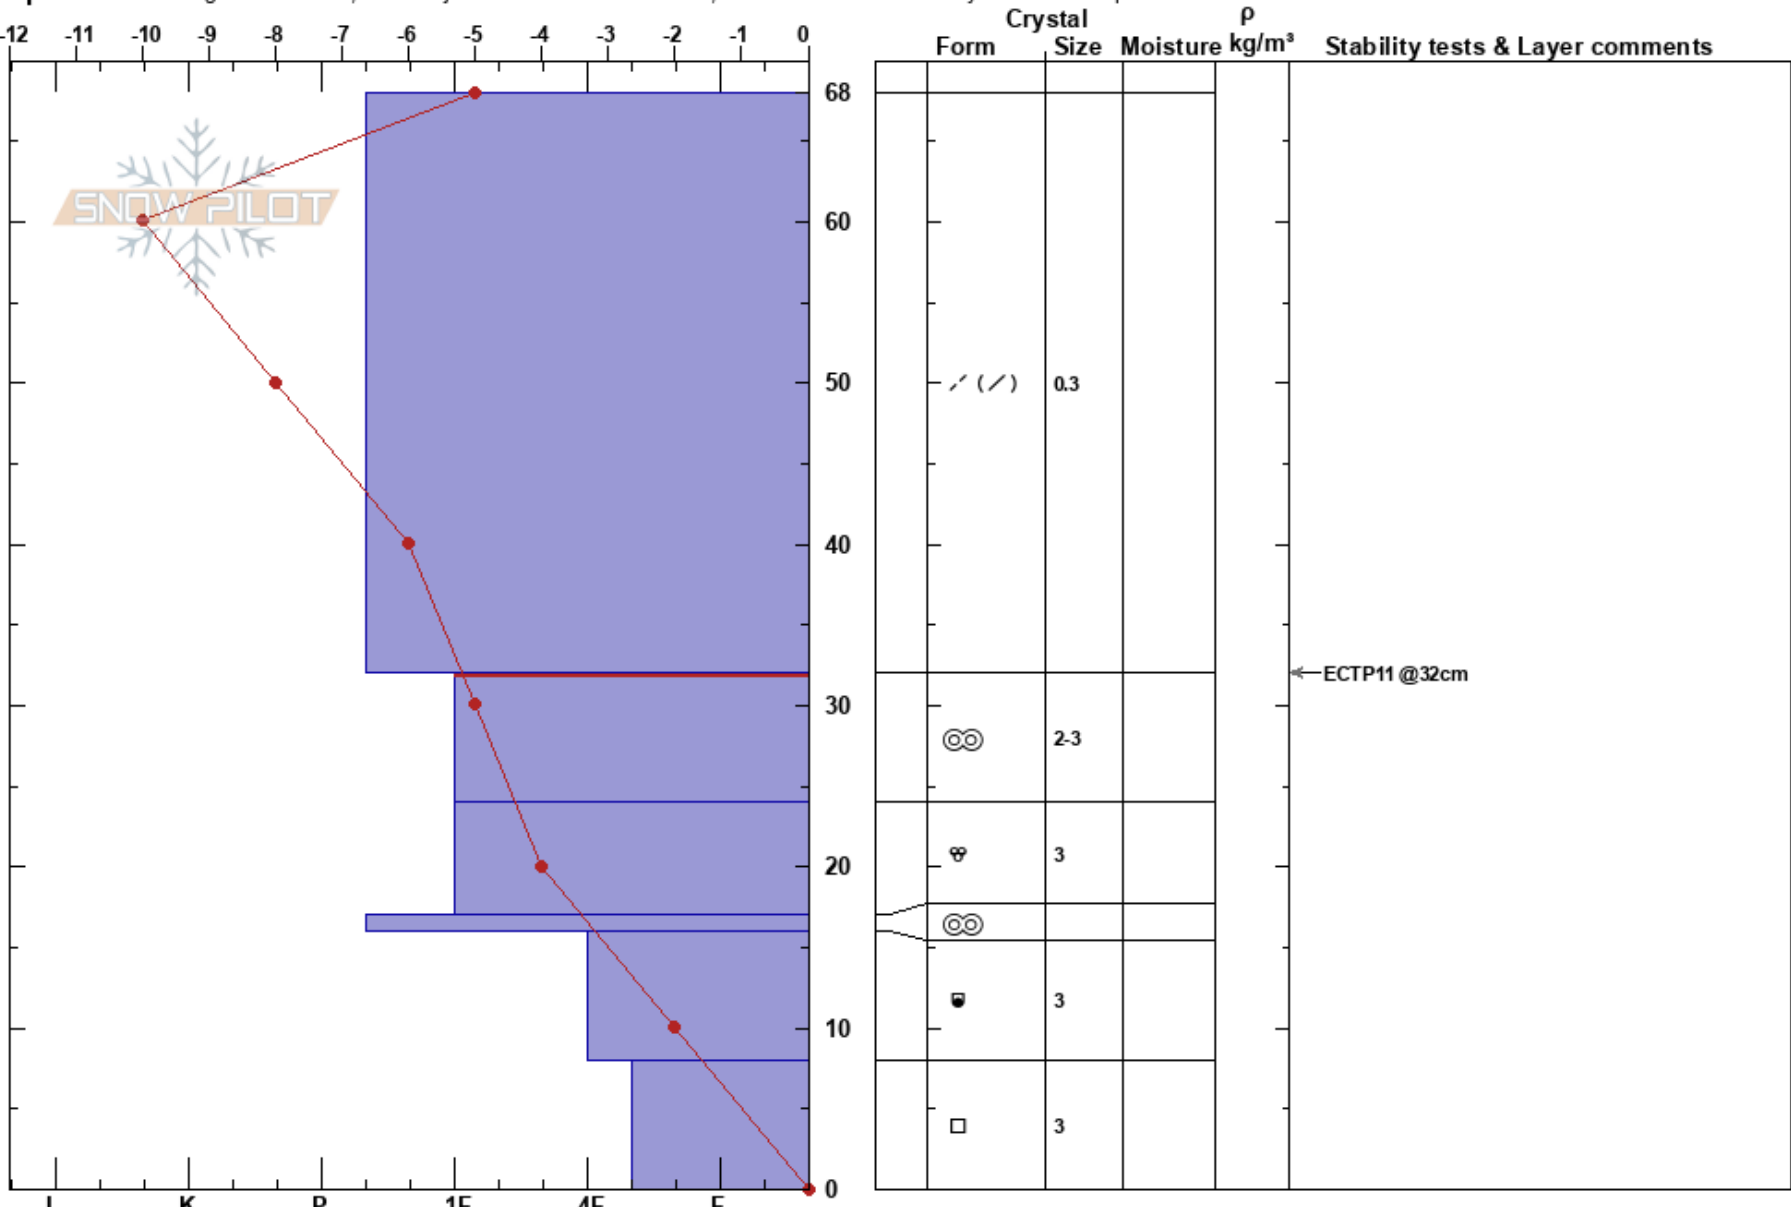 Crystal ρ
-12 -11 -10 -9 -8 -7 -6 -5 -4 -3 -2 -1 0
Form Size Moisture kg/m³ Stability tests & Layer comments
68
SNOW PILOT
60
50 0.3
40
ECTP11 @32cm
30
2-3
3
20
3
10
3
0
K P 1F 4F F